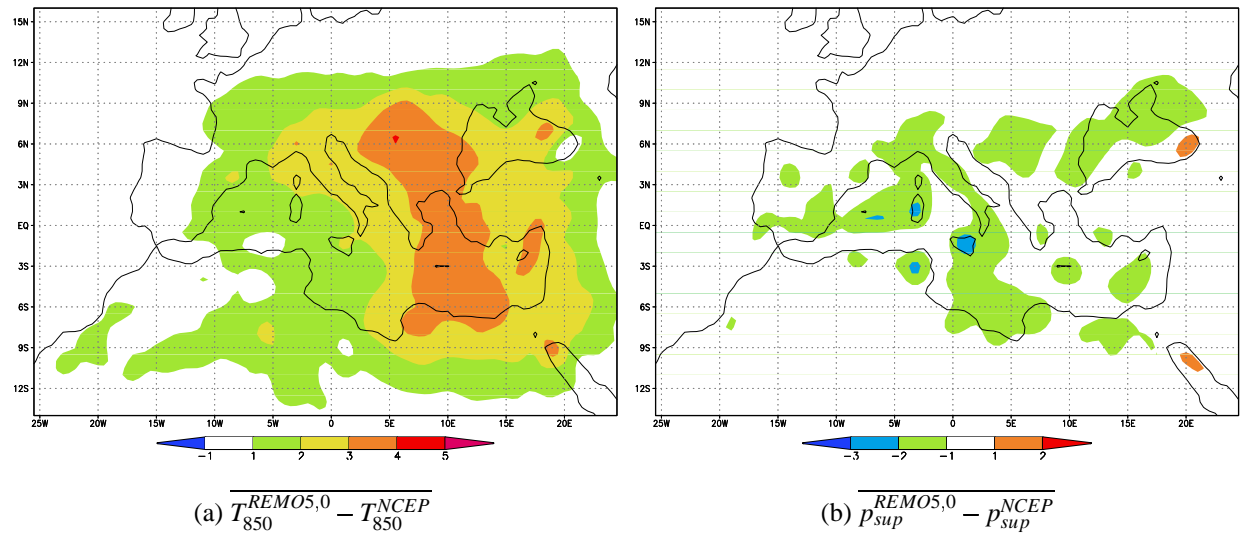 15N 15N
12N 12N
9N 9N
6N 6N
3N 3N
EQ EQ
3S 3S
6S 6S
9S 9S
12S 12S
25W 20W 15W 10W 5W 0 5E 10E 15E 20E 25W 20W 15W 10W 5W 0 5E 10E 15E 20E
-1 1 2 3 4 5 -3 -2 -1 1 2
(a) T_{850}^{REMO5,0} − T_{850}^{NCEP} (b) p_{sup}^{REMO5,0} − p_{sup}^{NCEP}